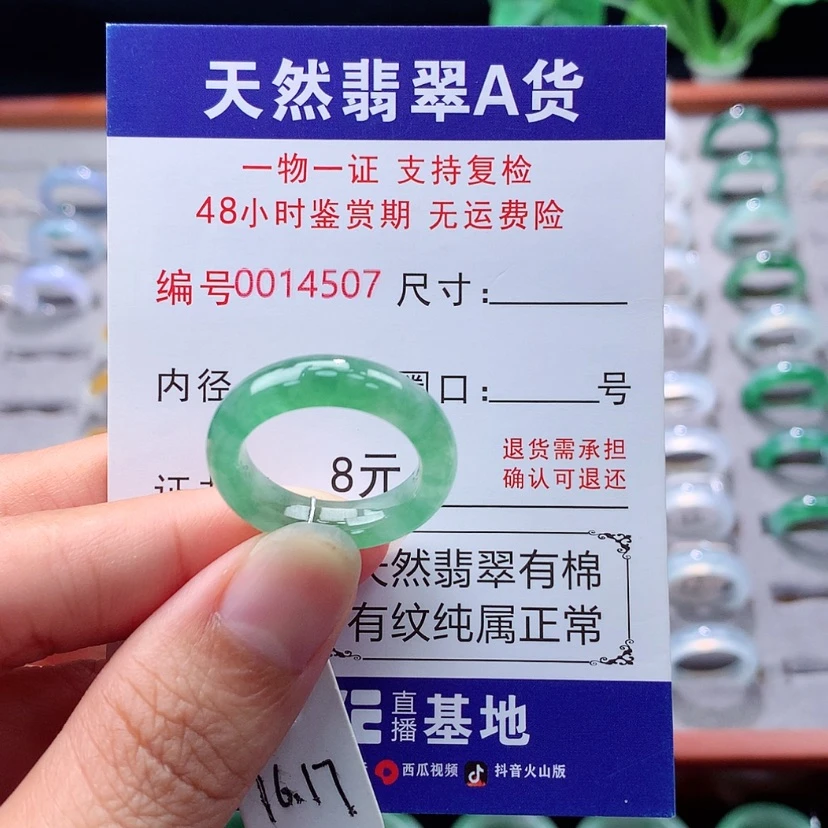 天然翡翠A货
一物一证 支持复检
48小时鉴赏期 无运费险
编号0014507 尺寸:
内径 圈口: 号
证 8元
退货需承担
确认可退还
天然翡翠有棉
有纹纯属正常
直播基地
西瓜视频 抖音火山版
16.17